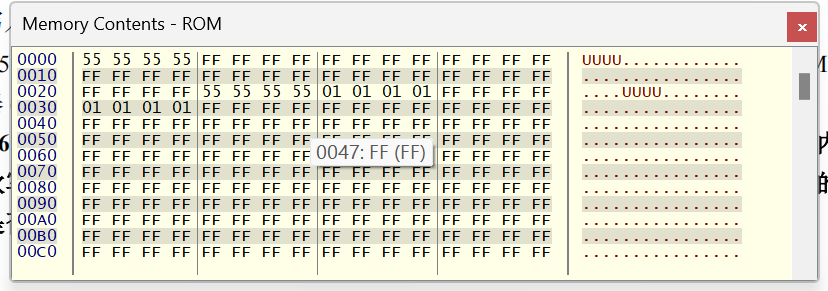 Memory Contents - ROM
0000 55 55 55 55 FF FF FF FF FF FF FF FF FF FF FF FF UUUU............
0010 FF FF FF FF FF FF FF FF FF FF FF FF FF FF FF FF ................
0020 FF FF FF FF 55 55 55 55 01 01 01 01 FF FF FF FF ....UUUU........
0030 01 01 01 01 FF FF FF FF FF FF FF FF FF FF FF FF ................
0040 FF FF FF FF FF FF FF FF FF FF FF FF FF FF FF FF ................
0050 FF FF FF FF FF FF FF FF FF FF FF FF FF FF FF FF ................
0060 FF FF FF FF FF FF FF FF FF FF FF FF ................
0047: FF (FF)
0070 FF FF FF FF FF FF FF FF FF FF FF FF FF FF FF FF ................
0080 FF FF FF FF FF FF FF FF FF FF FF FF FF FF FF FF ................
0090 FF FF FF FF FF FF FF FF FF FF FF FF FF FF FF FF ................
00A0 FF FF FF FF FF FF FF FF FF FF FF FF FF FF FF FF ................
00B0 FF FF FF FF FF FF FF FF FF FF FF FF FF FF FF FF ................
00C0 FF FF FF FF FF FF FF FF FF FF FF FF FF FF FF FF ................